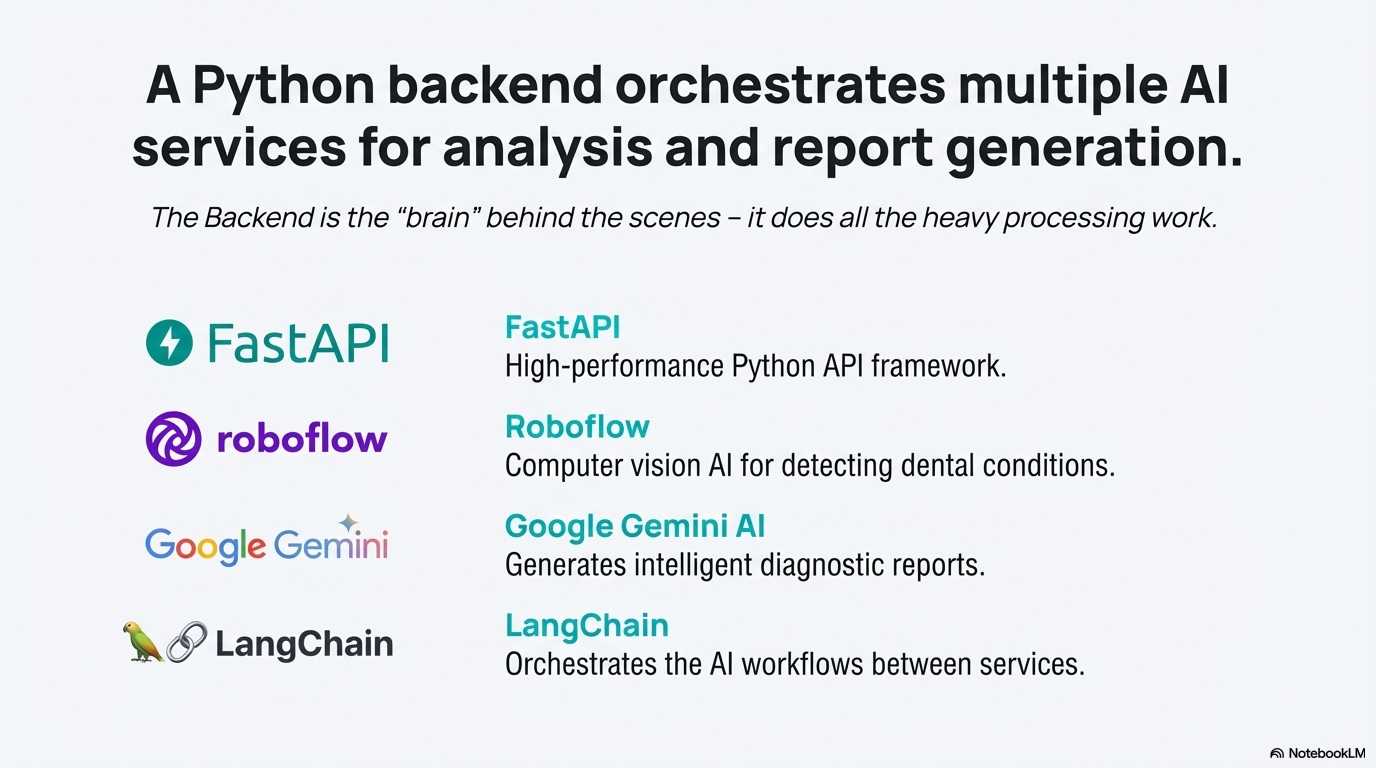 A Python backend orchestrates multiple AI
services for analysis and report generation.
The Backend is the “brain” behind the scenes – it does all the heavy processing work.
FastAPI
FastAPI
High-performance Python API framework.
roboflow
Roboflow
Computer vision AI for detecting dental conditions.
Google Gemini
Google Gemini AI
Generates intelligent diagnostic reports.
LangChain
LangChain
Orchestrates the AI workflows between services.
NotebookLM